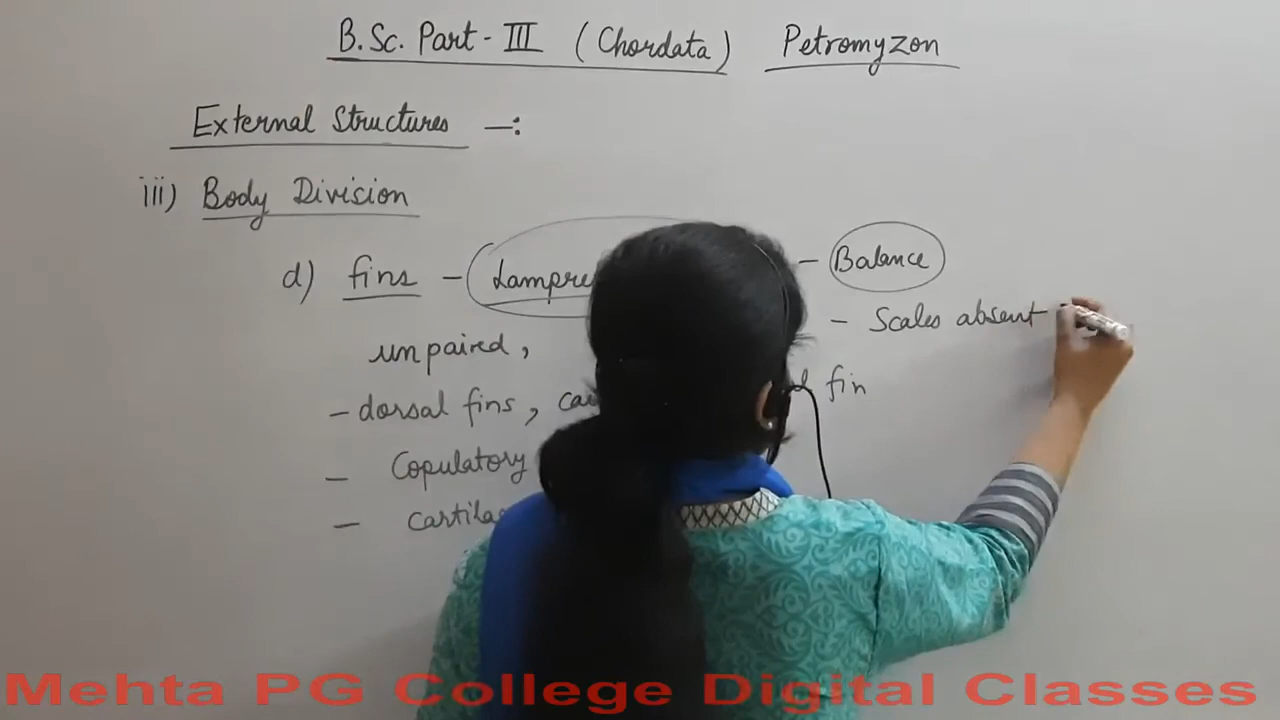 B.Sc. Part - III (Chordata) Petromyzon
External Structures -:
iii) Body Division
d) fins - - Balance
unpaired, - Scales absent
- dorsal fins, fin
- Copulatory
-
Mehta PG College Digital Classes